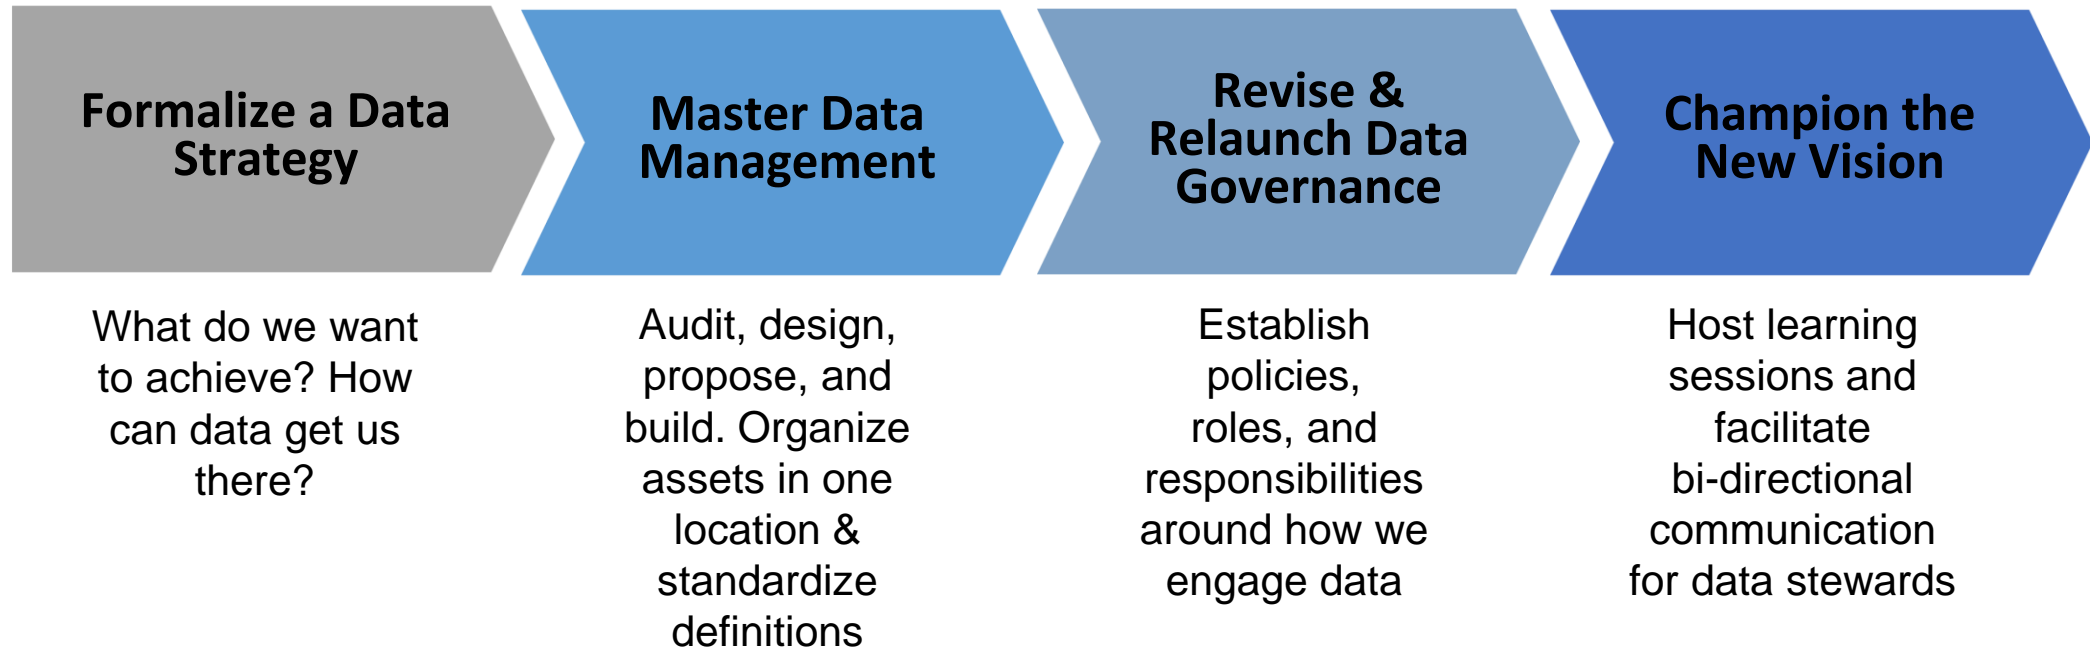 Formalize a Data
Strategy
What do we want
to achieve? How
can data get us
there?
Master Data
Management
Audit, design,
propose, and
build. Organize
assets in one
location &
standardize
definitions
Revise &
Relaunch Data
Governance
Establish
policies,
roles, and
responsibilities
around how we
engage data
Champion the
New Vision
Host learning
sessions and
facilitate
bi-directional
communication
for data stewards